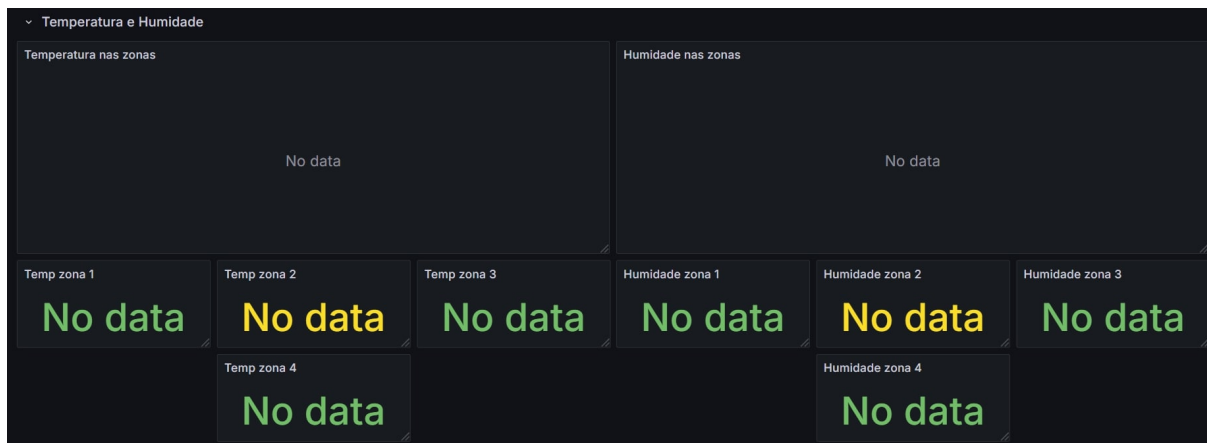 Temperatura e Humidade
Temperatura nas zonas
No data
Humidade nas zonas
No data
Temp zona 1
No data
Temp zona 2
No data
Temp zona 3
No data
Humidade zona 1
No data
Humidade zona 2
No data
Humidade zona 3
No data
Temp zona 4
No data
Humidade zona 4
No data